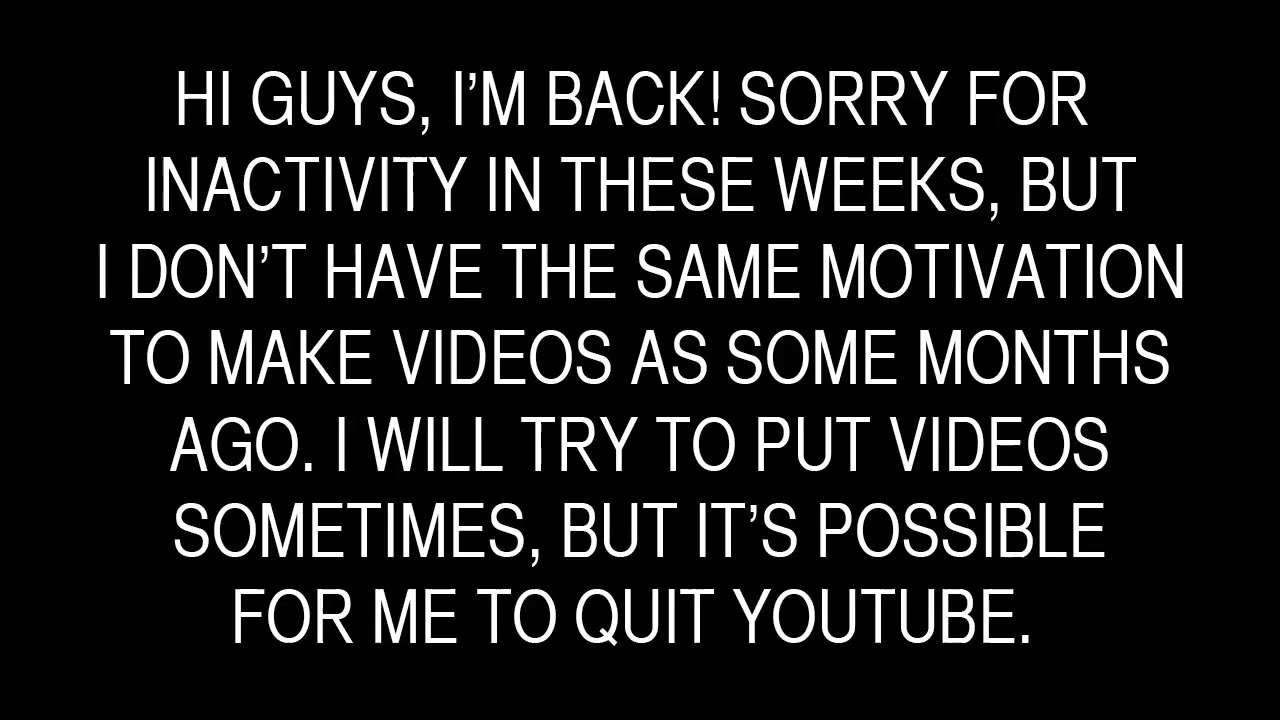 HI GUYS, I’M BACK! SORRY FOR
INACTIVITY IN THESE WEEKS, BUT
I DON’T HAVE THE SAME MOTIVATION
TO MAKE VIDEOS AS SOME MONTHS
AGO. I WILL TRY TO PUT VIDEOS
SOMETIMES, BUT IT’S POSSIBLE
FOR ME TO QUIT YOUTUBE.